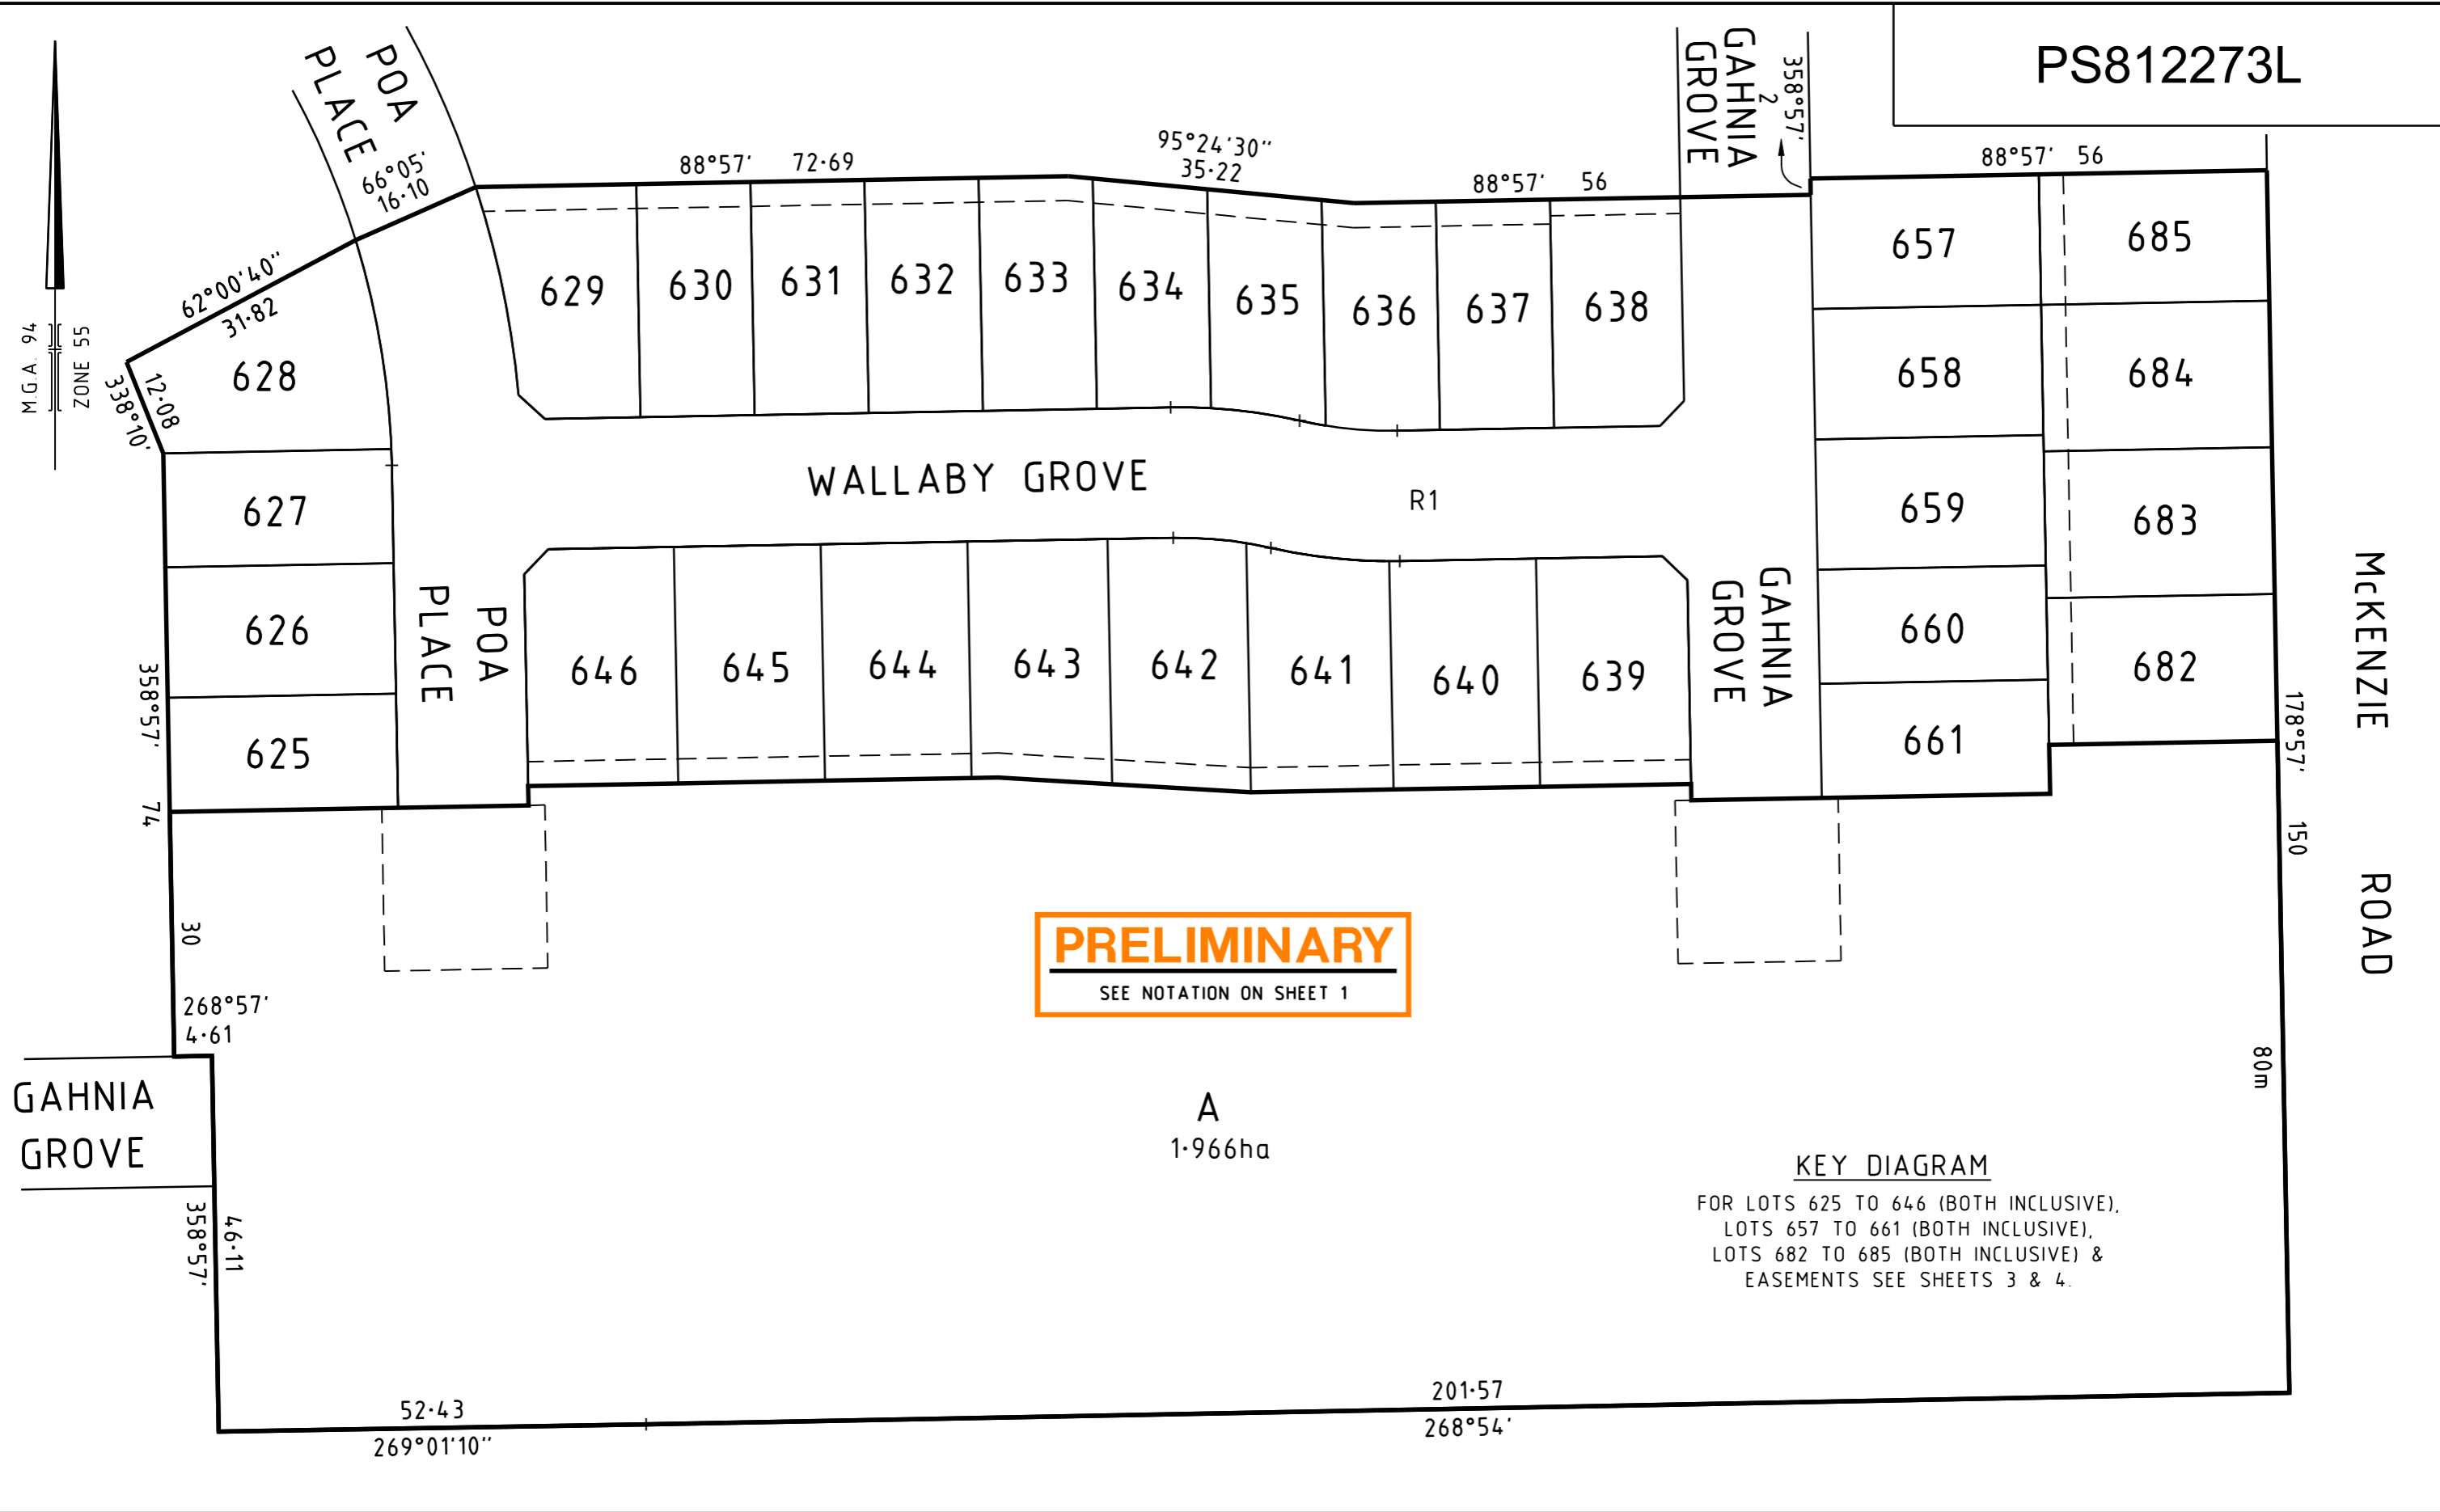 PS812273L
POA
PLACE
66°05'
16·10
88°57' 72·69
95°24'30"
35·22
88°57' 56
GAHNIA
GROVE
2
358°57'
88°57' 56
62°00'40"
31·82
12·08
338°10'
M.G.A. 94
ZONE 55
628
629
630
631
632
633
634
635
636
637
638
657
685
658
684
627
WALLABY GROVE
R1
659
683
626
POA
PLACE
646
645
644
643
642
641
640
639
GAHNIA
GROVE
660
682
625
661
358°57'
74
McKENZIE ROAD
178°57'
150
30
268°57'
4·61
PRELIMINARY
SEE NOTATION ON SHEET 1
80m
GAHNIA
GROVE
A
1·966ha
358°57'
46·11
KEY DIAGRAM
FOR LOTS 625 TO 646 (BOTH INCLUSIVE),
LOTS 657 TO 661 (BOTH INCLUSIVE),
LOTS 682 TO 685 (BOTH INCLUSIVE) &
EASEMENTS SEE SHEETS 3 & 4.
52·43
269°01'10"
201·57
268°54'